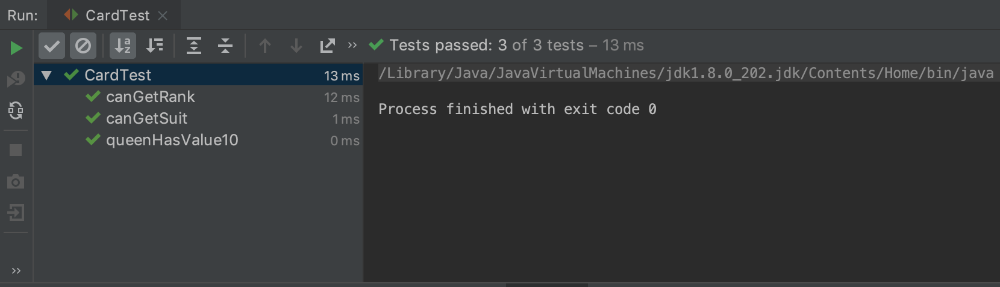 Run: CardTest
Tests passed: 3 of 3 tests – 13 ms
CardTest 13 ms
canGetRank 12 ms
canGetSuit 1 ms
queenHasValue10 0 ms
/Library/Java/JavaVirtualMachines/jdk1.8.0_202.jdk/Contents/Home/bin/java
Process finished with exit code 0